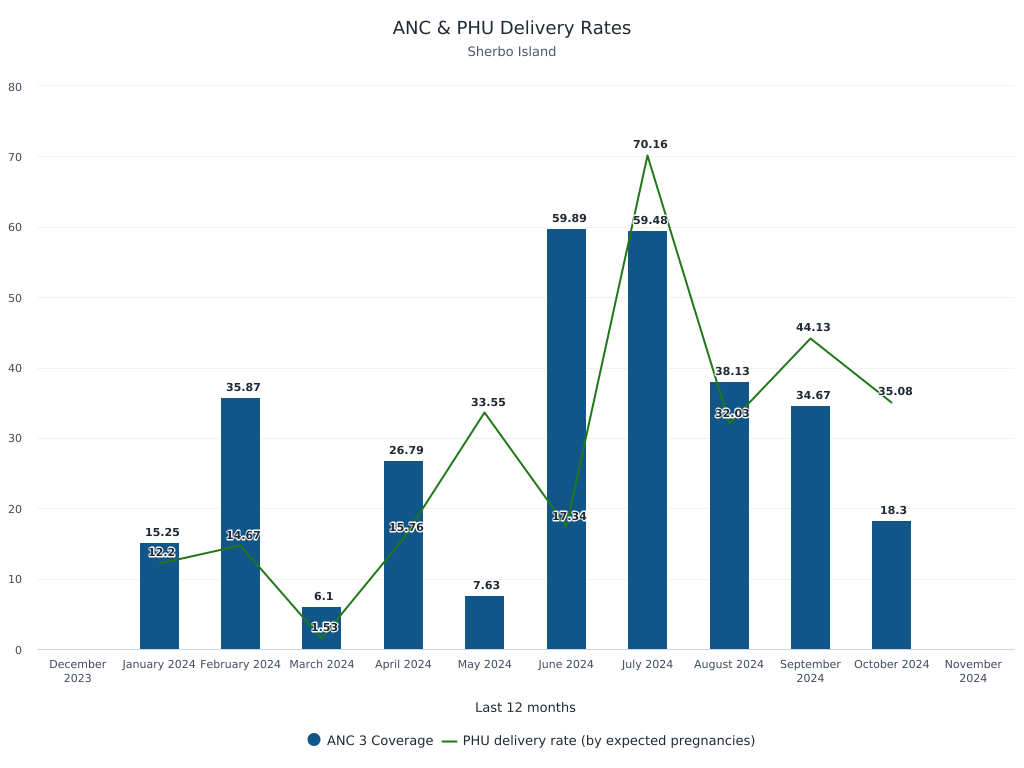 ANC & PHU Delivery Rates
Sherbo Island
80
70
60
50
40
30
20
10
0
15.25
12.2
35.87
14.67
6.1
1.53
26.79
15.76
33.55
7.63
59.89
17.34
70.16
59.48
38.13
32.03
44.13
34.67
35.08
18.3
December
2023
January 2024
February 2024
March 2024
April 2024
May 2024
June 2024
July 2024
August 2024
September
2024
October 2024
November
2024
Last 12 months
ANC 3 Coverage
PHU delivery rate (by expected pregnancies)